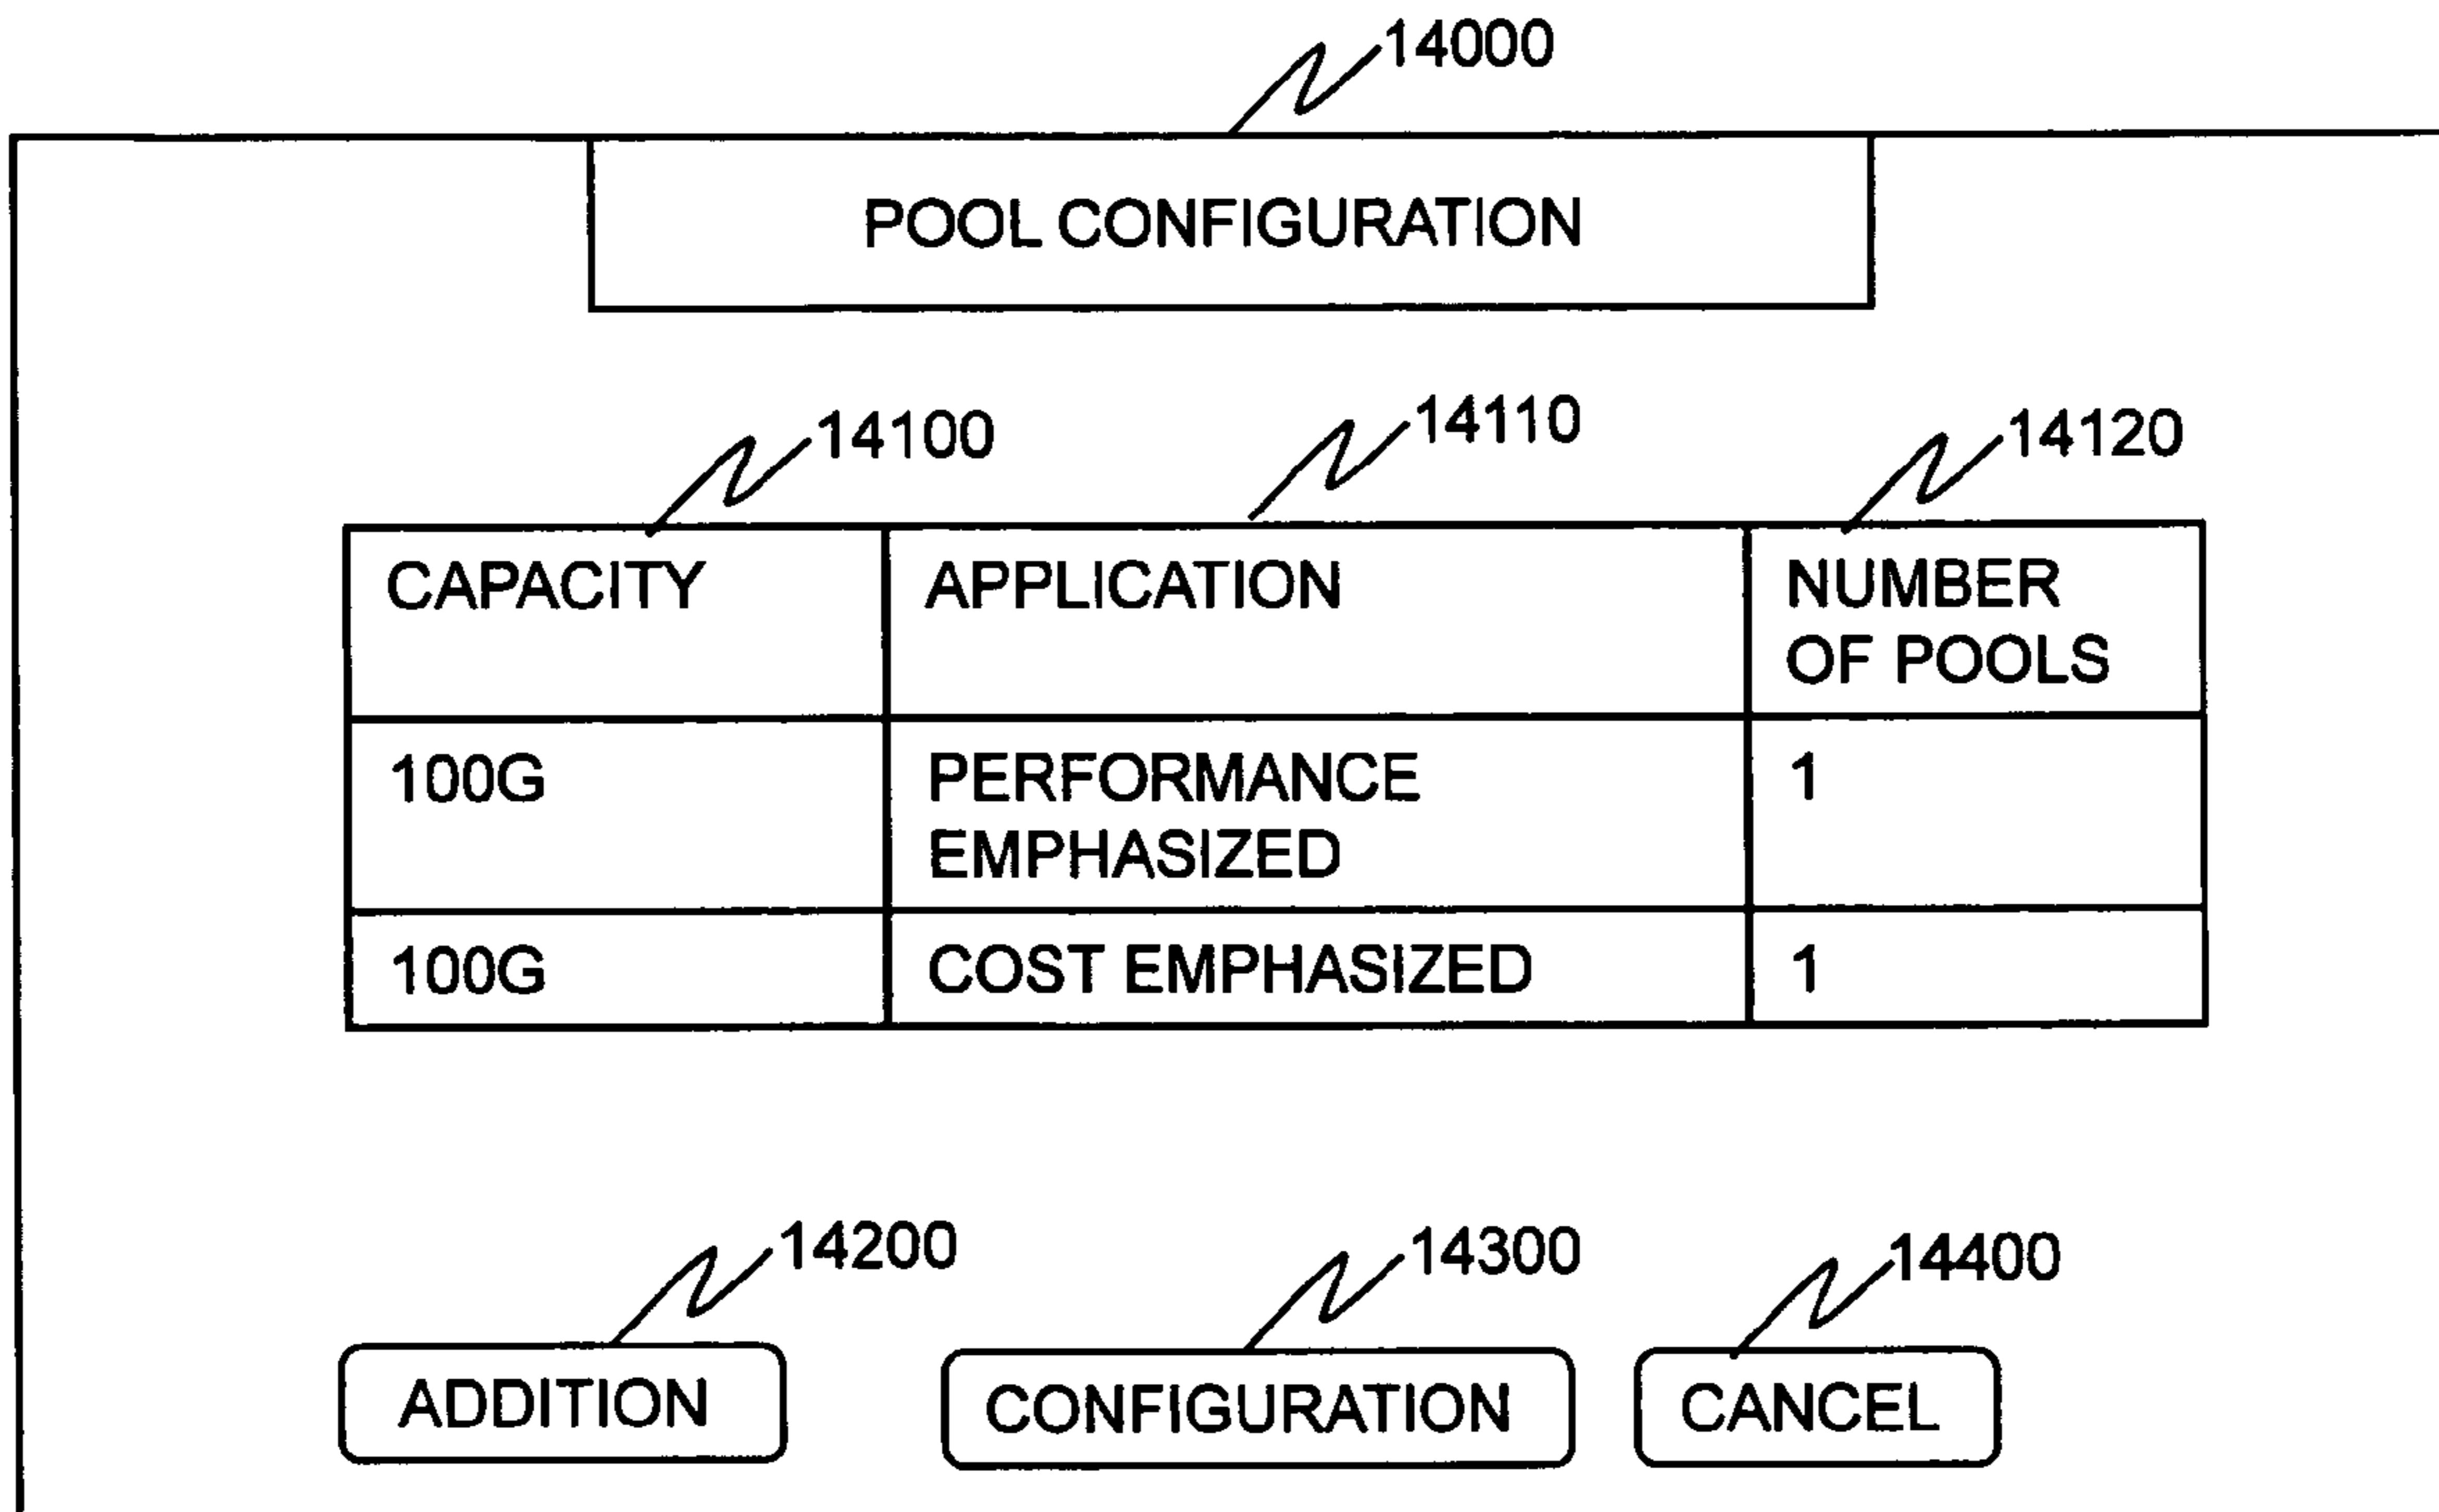 14000
POOL CONFIGURATION
14100
14110
14120
CAPACITY
APPLICATION
NUMBER
OF POOLS
100G
PERFORMANCE
EMPHASIZED
1
100G
COST EMPHASIZED
1
14200
14300
14400
ADDITION
CONFIGURATION
CANCEL